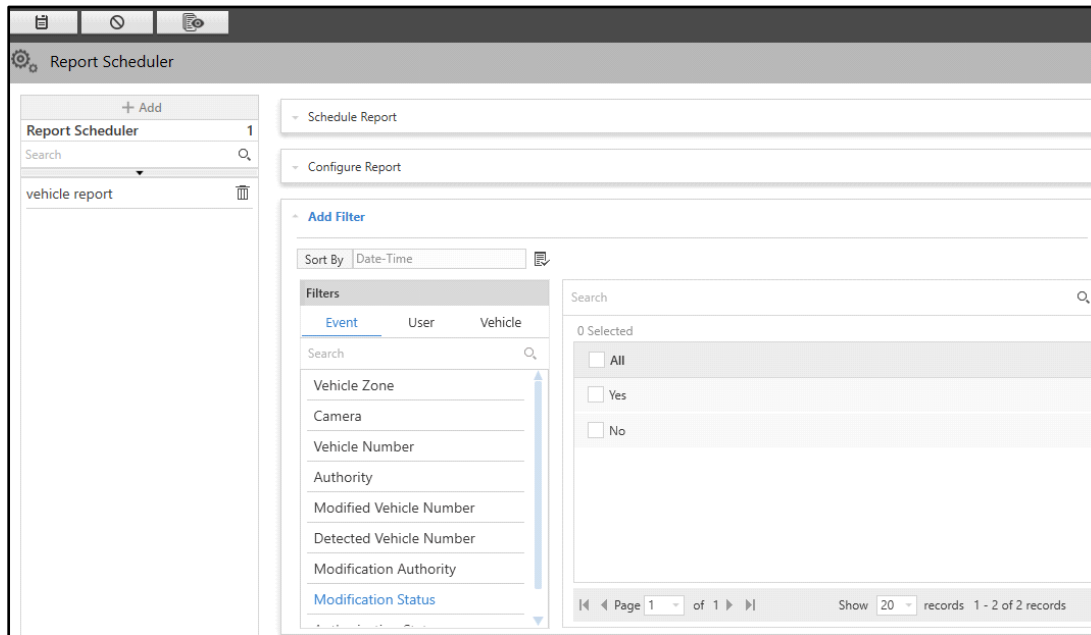 Report Scheduler
+ Add
Report Scheduler 1
Search
vehicle report
Schedule Report
Configure Report
Add Filter
Sort By Date-Time
Filters
Event User Vehicle
Search
Vehicle Zone
Camera
Vehicle Number
Authority
Modified Vehicle Number
Detected Vehicle Number
Modification Authority
Modification Status
Search
0 Selected
All
Yes
No
Page 1 of 1 Show 20 records 1 - 2 of 2 records